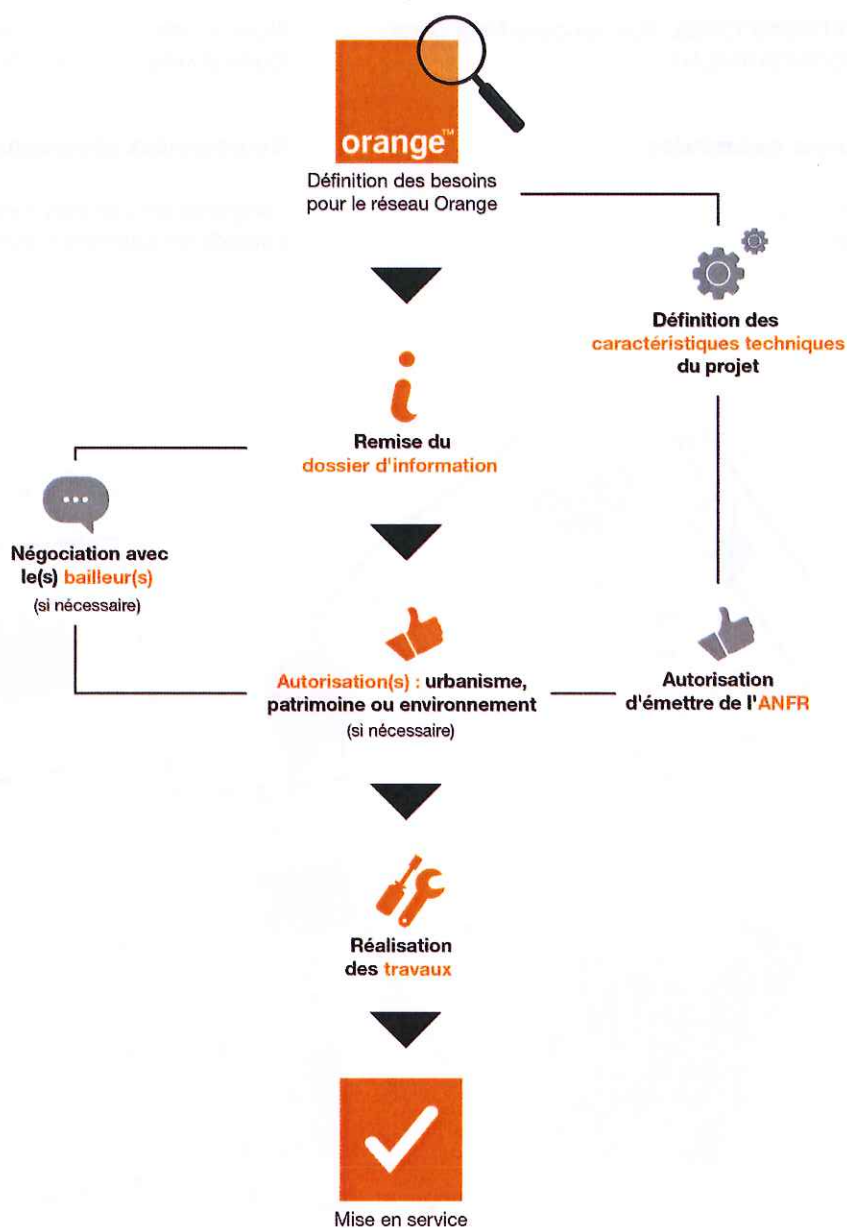 orange™
Définition des besoins
pour le réseau Orange
Définition des
caractéristiques techniques
du projet
Remise du
dossier d'information
Négociation avec
le(s) bailleur(s)
(si nécessaire)
Autorisation(s) : urbanisme,
patrimoine ou environnement
(si nécessaire)
Autorisation
d'émettre de l'ANFR
Réalisation
des travaux
Mise en service